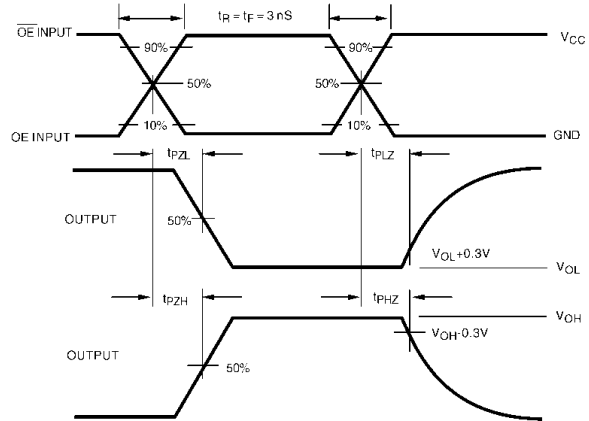 t_R = t_F = 3 nS
OE INPUT
90%
90%
V_CC
50%
50%
OE INPUT
10%
10%
GND
t_PZL
t_PLZ
OUTPUT
50%
V_OL+0.3V
V_OL
t_PZH
t_PHZ
V_OH
V_OH-0.3V
OUTPUT
50%